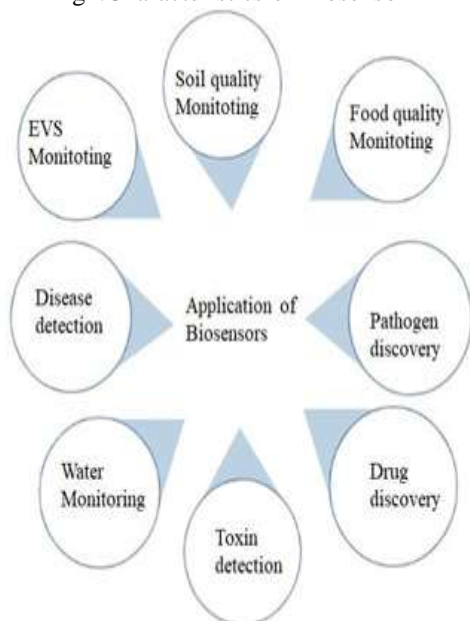 Soil quality
Monitoting
Food quality
Monitoting
EVS
Monitoting
Disease
detection
Application of
Biosensors
Pathogen
discovery
Water
Monitoring
Drug
discovery
Toxin
detection